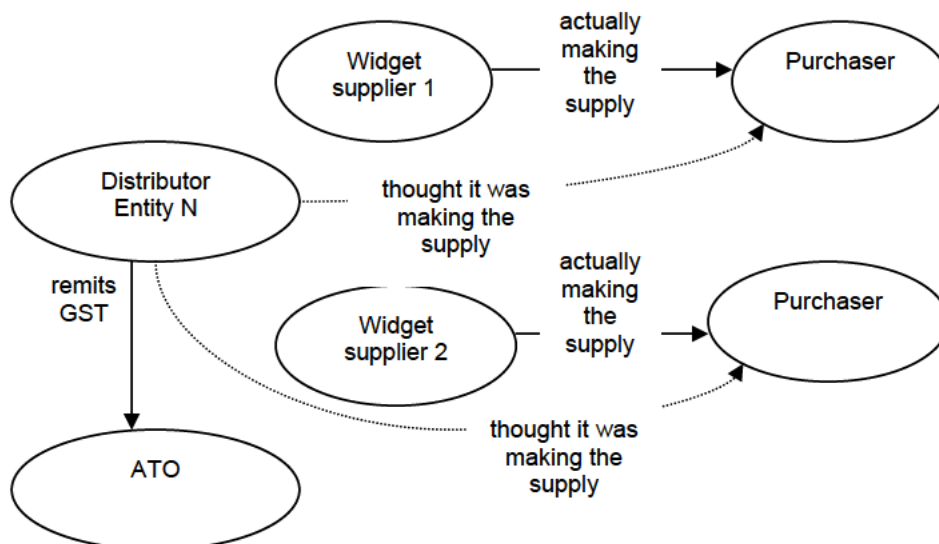 actually
making
the
supply
Widget
supplier 1
Purchaser
Distributor
Entity N
thought it was
making the
supply
remits
GST
actually
making
the
supply
Widget
supplier 2
Purchaser
thought it was
making the
supply
ATO